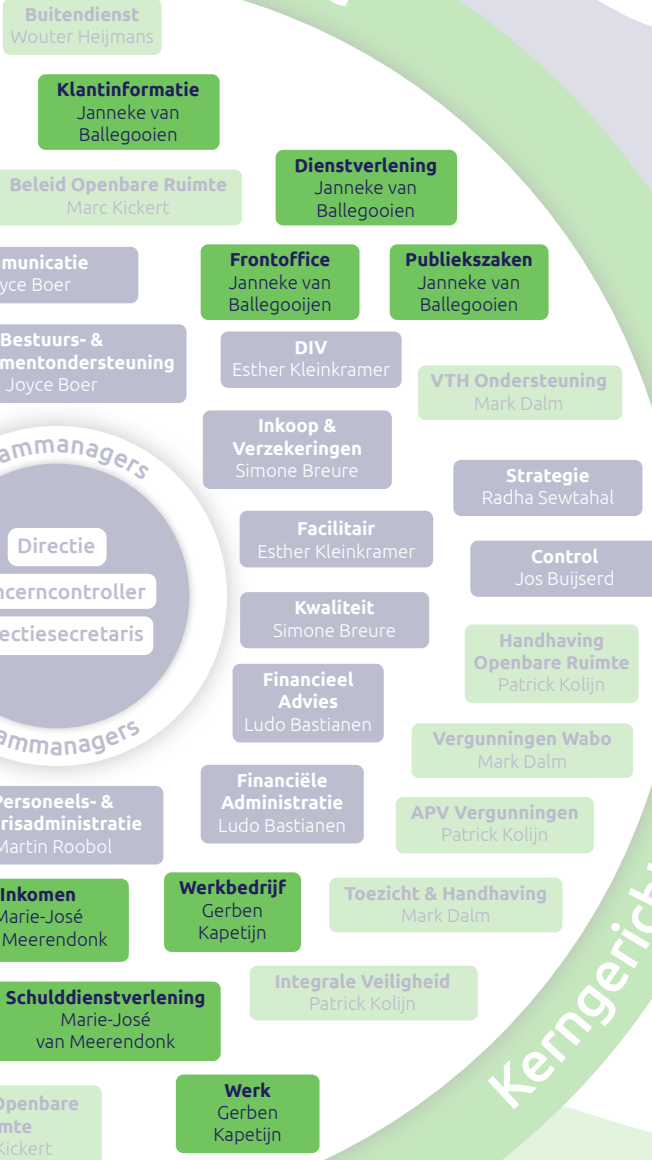 Buitendienst
Wouter Heijmans
Klantinformatie
Janneke van
Ballegooien
Dienstverlening
Janneke van
Ballegooien
Beleid Openbare Ruimte
Marc Kickert
municatie
yce Boer
Frontoffice
Janneke van
Ballegooijen
Publiekszaken
Janneke van
Ballegooien
Bestuurs- &
mentondersteuning
Joyce Boer
DIV
Esther Kleinkramer
VTH Ondersteuning
Mark Dalm
Inkoop &
Verzekeringen
Simone Breure
ammanagers
Strategie
Radha Sewtahal
Facilitair
Esther Kleinkramer
Directie
Control
Jos Buijserd
ncerncontroller
ectiesecretaris
Kwaliteit
Simone Breure
Handhaving
Openbare Ruimte
Patrick Kolijn
Financieel
Advies
Ludo Bastianen
ammanagers
Vergunningen Wabo
Mark Dalm
Financiële
Administratie
Ludo Bastianen
Personeels- &
risadministratie
Martin Roobol
APV Vergunningen
Patrick Kolijn
Inkomen
Marie-José
Meerendonk
Werkbedrijf
Gerben
Kapetijn
Toezicht & Handhaving
Mark Dalm
Integrale Veiligheid
Patrick Kolijn
Schulddienstverlening
Marie-José
van Meerendonk
Kerngerich
Werk
Gerben
Kapetijn
Openbare
mte
Kickert